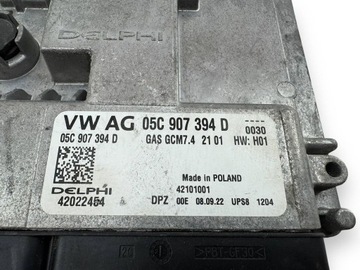 DELPHI
VW AG 05C 907 394 D
0030
05C 907 394 D GAS GCM7.4 21 01 HW: H01
Made in POLAND
42101001
DELPHI
42022454 DPZ 00E 08.09.22 UPS8 1204